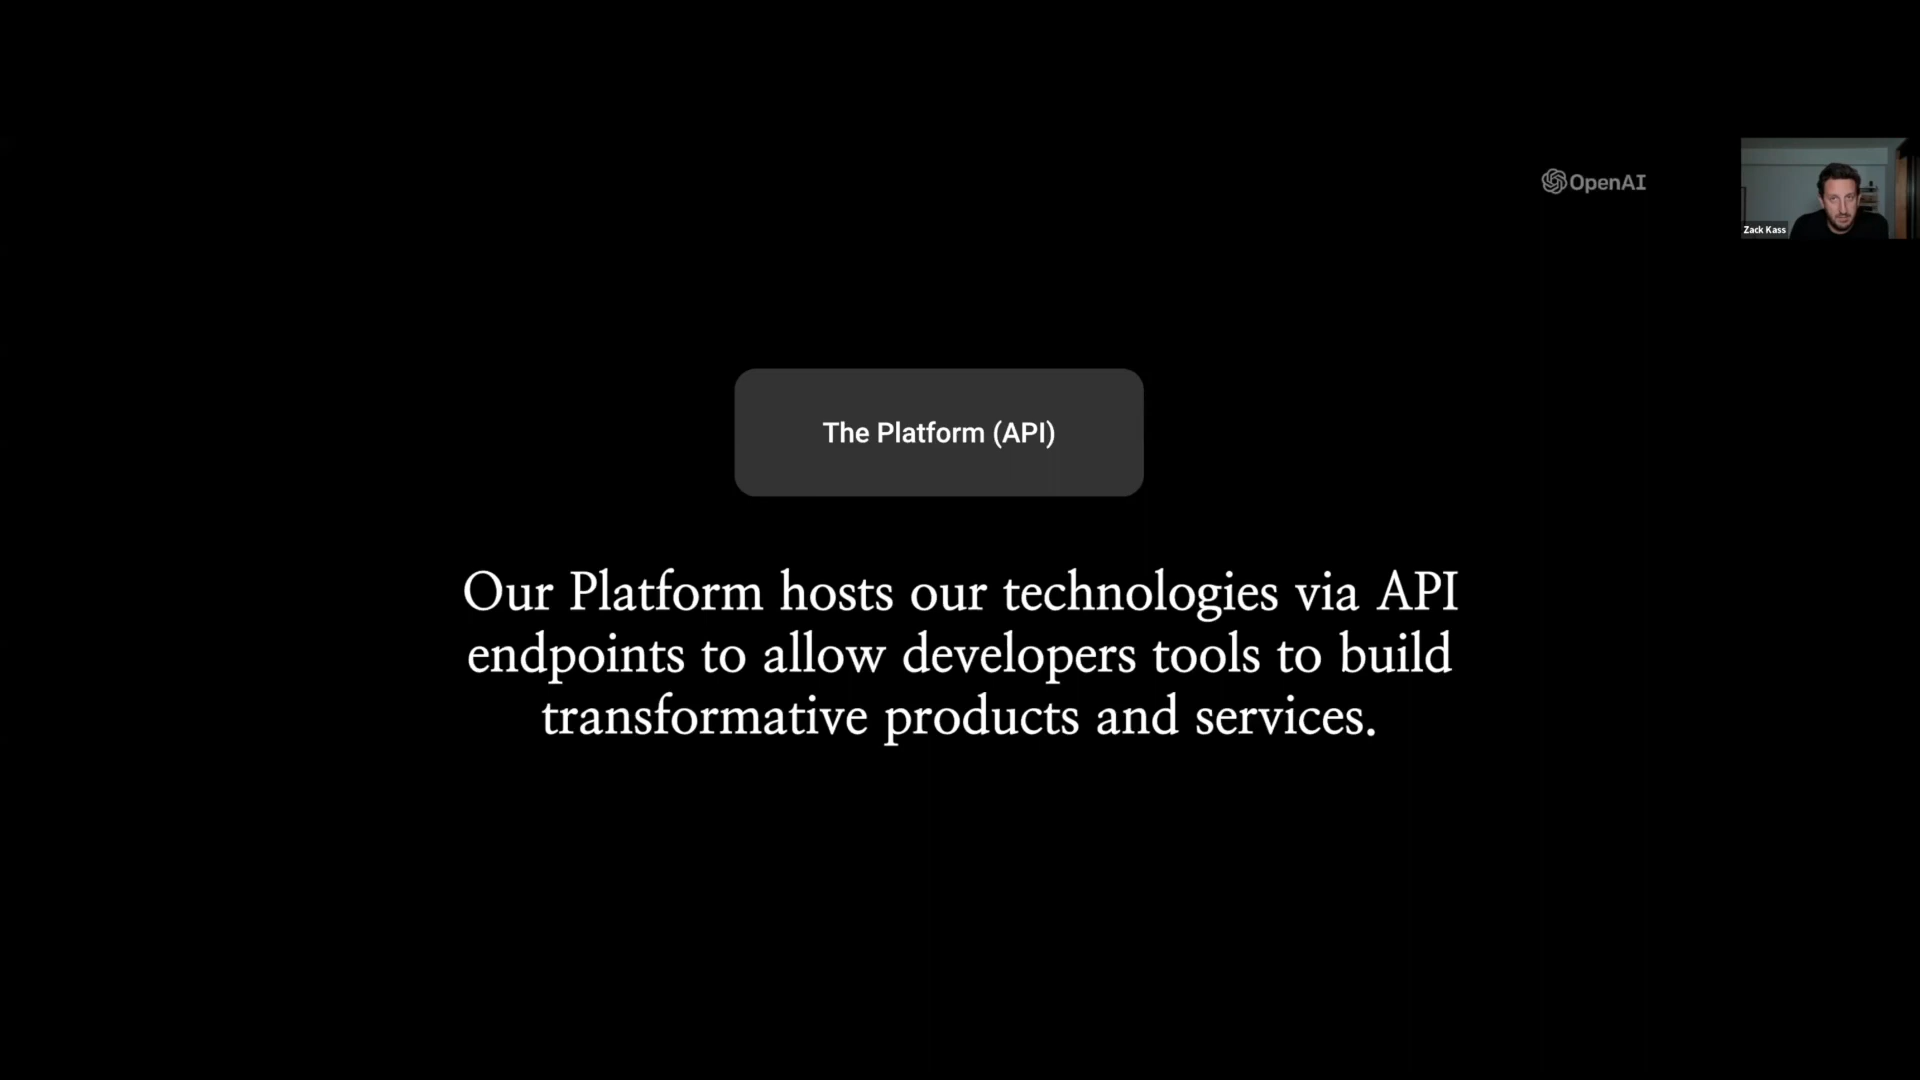 OpenAI
Zack Kass
The Platform (API)
Our Platform hosts our technologies via API
endpoints to allow developers tools to build
transformative products and services.